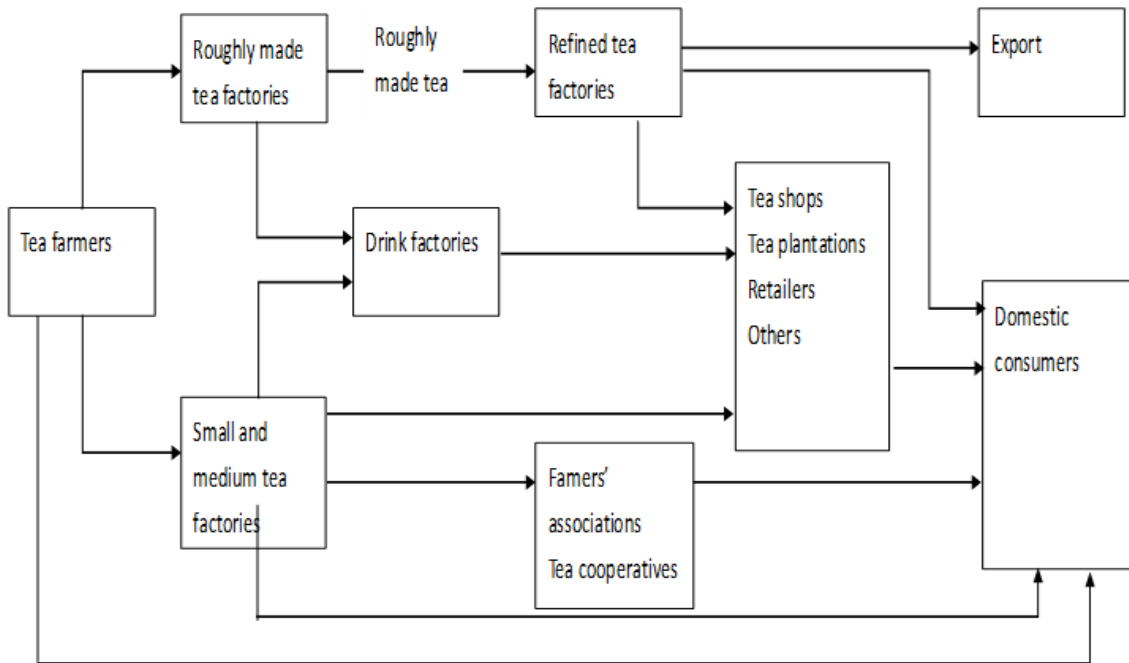 Roughly made
tea factories
Roughly
made tea
Refined tea
factories
Export
Tea farmers
Drink factories
Tea shops
Tea plantations
Retailers
Others
Domestic
consumers
Small and
medium tea
factories
Famers'
associations
Tea cooperatives